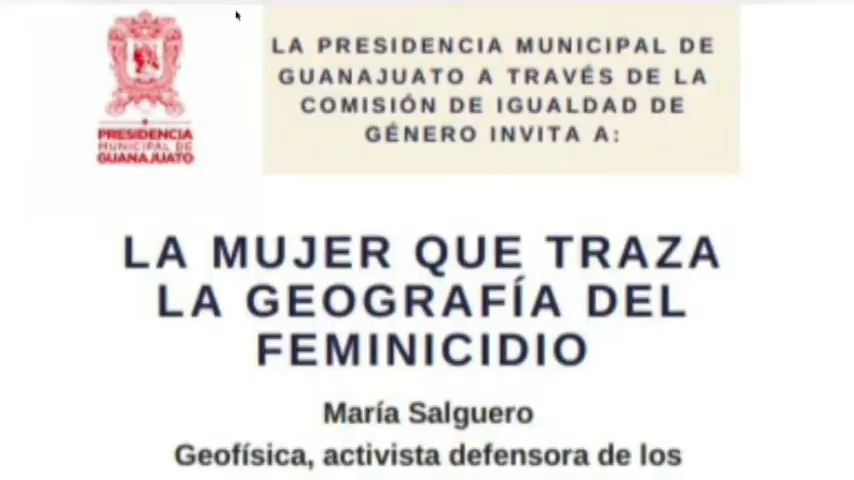 PRESIDENCIA
MUNICIPAL DE
GUANAJUATO
LA PRESIDENCIA MUNICIPAL DE
GUANAJUATO A TRAVÉS DE LA
COMISIÓN DE IGUALDAD DE
GÉNERO INVITA A:
LA MUJER QUE TRAZA
LA GEOGRAFÍA DEL
FEMINICIDIO
María Salguero
Geofísica, activista defensora de los